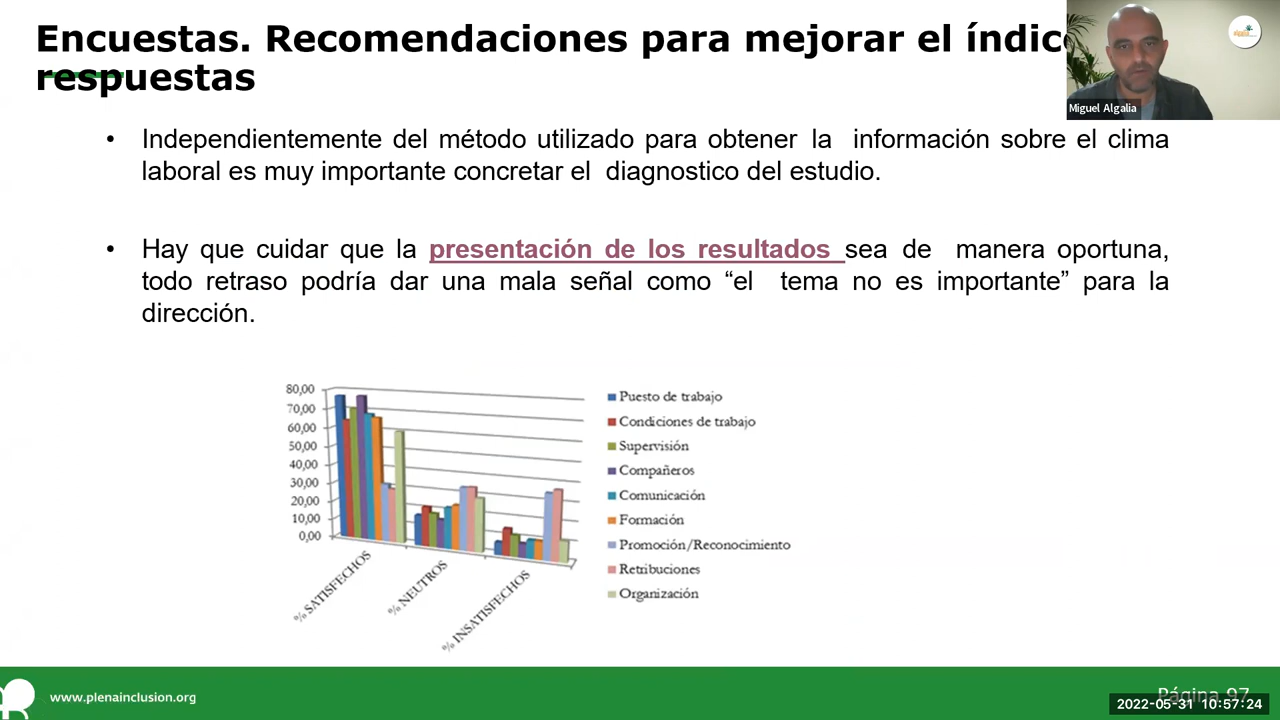 Encuestas. Recomendaciones para mejorar el índice
respuestas
Miguel Algalia
• Independientemente del método utilizado para obtener la información sobre el clima
laboral es muy importante concretar el diagnostico del estudio.
• Hay que cuidar que la presentación de los resultados sea de manera oportuna,
todo retraso podría dar una mala señal como “el tema no es importante” para la
dirección.
80,00
70,00
60,00
50,00
40,00
30,00
20,00
10,00
0,00
% SATISFECHOS
% NEUTROS
% INSATISFECHOS
Puesto de trabajo
Condiciones de trabajo
Supervisión
Compañeros
Comunicación
Formación
Promoción/Reconocimiento
Retribuciones
Organización
www.plenainclusion.org
Página 97
2022-05-31 10:57:24